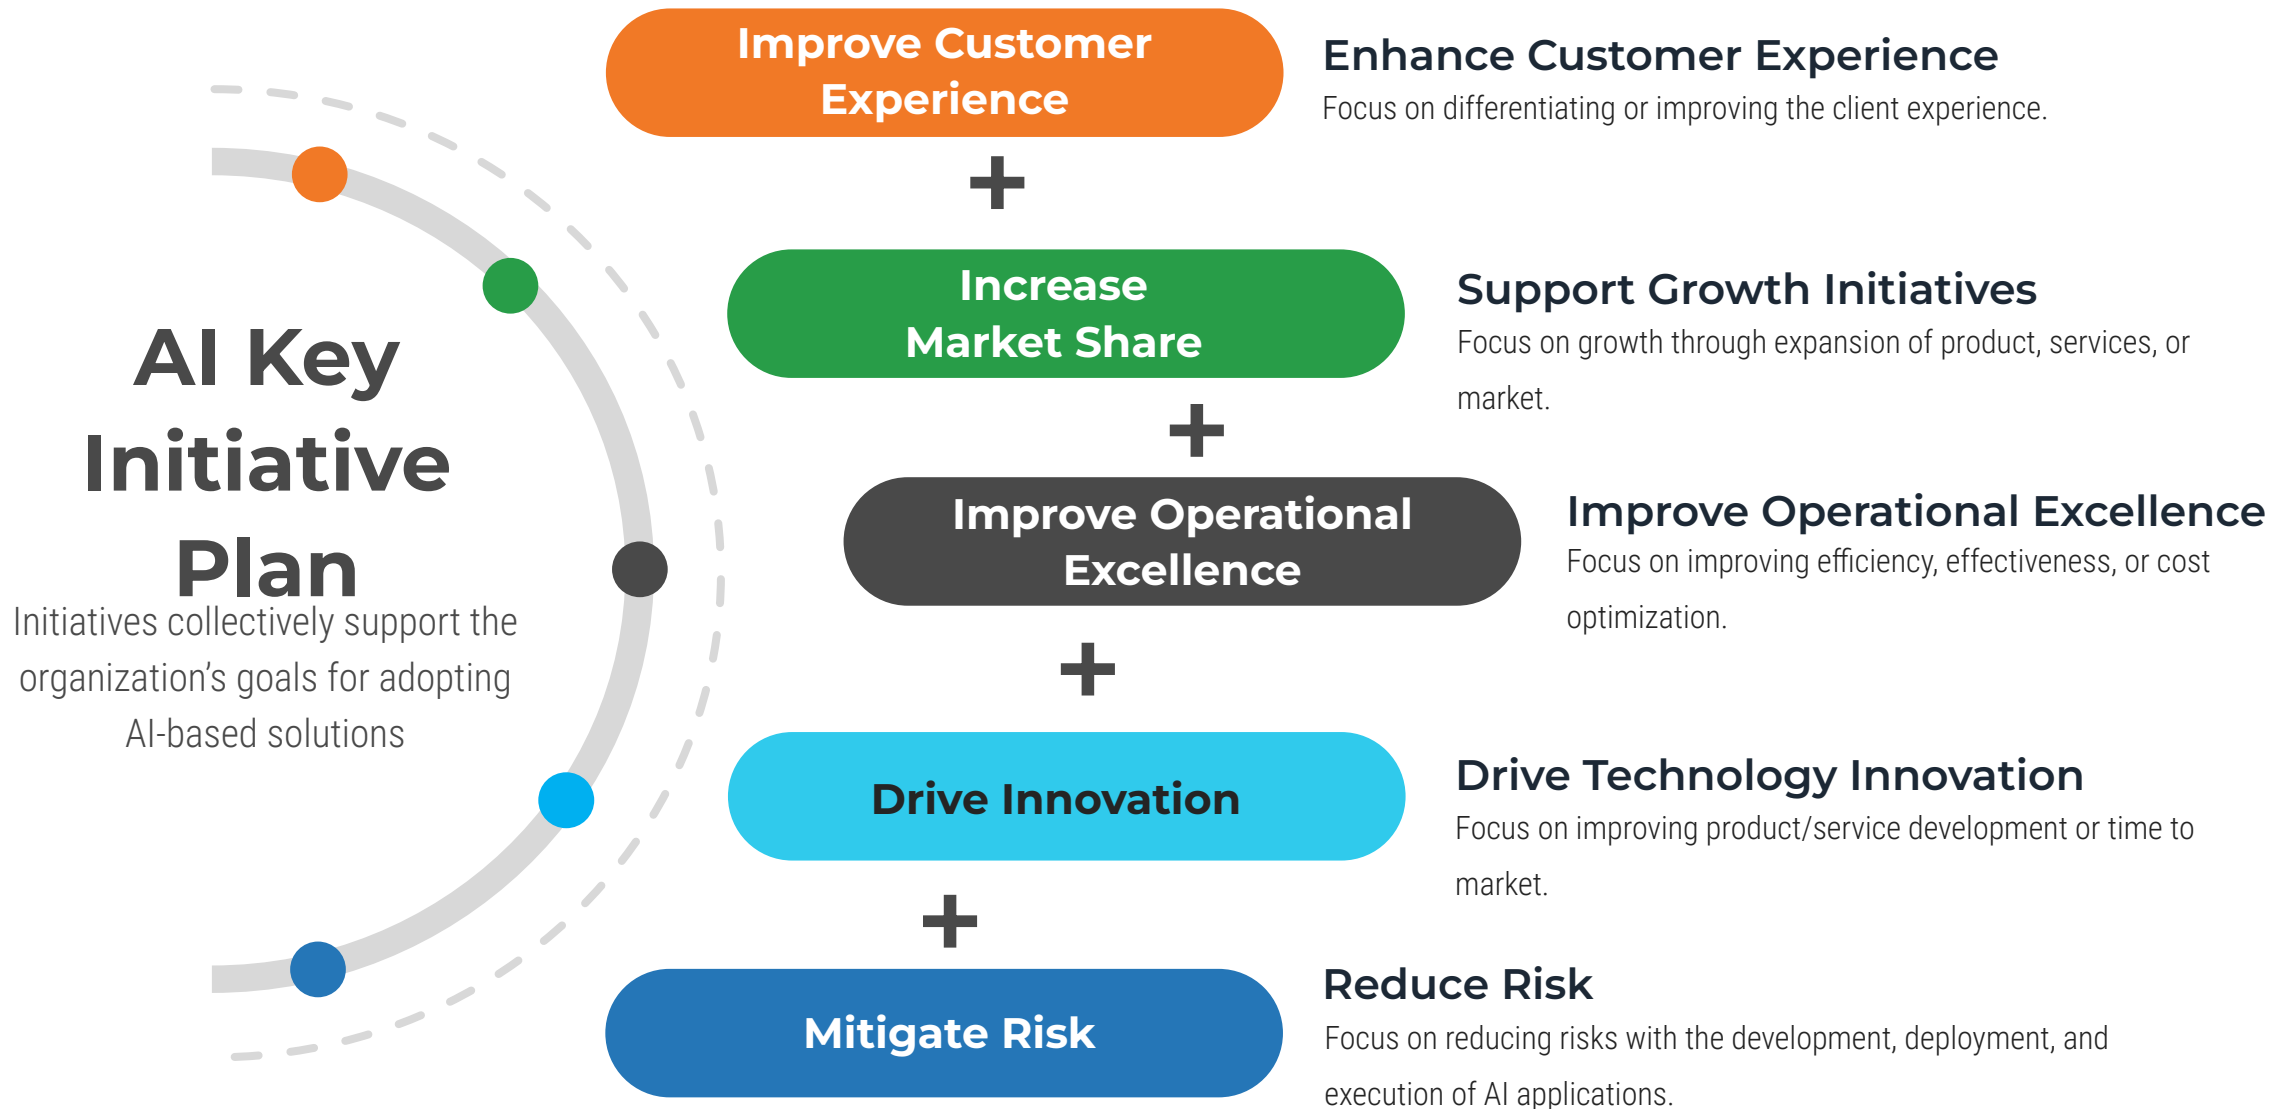 AI Key
Initiative
Plan
Initiatives collectively support the
organization’s goals for adopting
AI-based solutions
Improve Customer
Experience
Enhance Customer Experience
Focus on differentiating or improving the client experience.
+
Increase
Market Share
Support Growth Initiatives
Focus on growth through expansion of product, services, or
market.
+
Improve Operational
Excellence
Improve Operational Excellence
Focus on improving efficiency, effectiveness, or cost
optimization.
+
Drive Innovation
Drive Technology Innovation
Focus on improving product/service development or time to
market.
+
Mitigate Risk
Reduce Risk
Focus on reducing risks with the development, deployment, and
execution of AI applications.